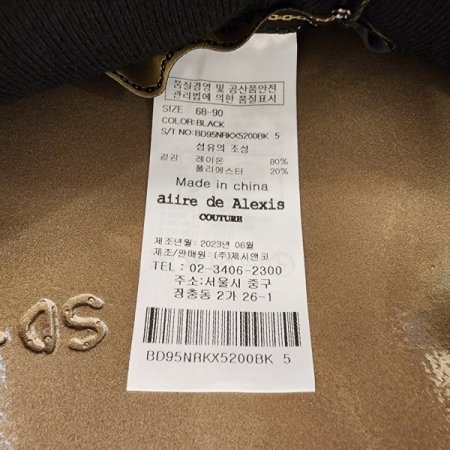 품질경영 및 공산품안전
관리법에 의한 품질표시
SIZE 68-90
COLOR:BLACK
S/T NO:BD95NRKX5200BK 5
섬유의 조성
겉감 레이온 80%
폴리에스터 20%
Made in china
aiire de Alexis
COUTURE
제조년월: 2023년 06월
제조/판매원: (주)제시앤코
TEL : 02-3406-2300
주소:서울시 중구
장충동 2가 26-1
BD95NRKX5200BK 5